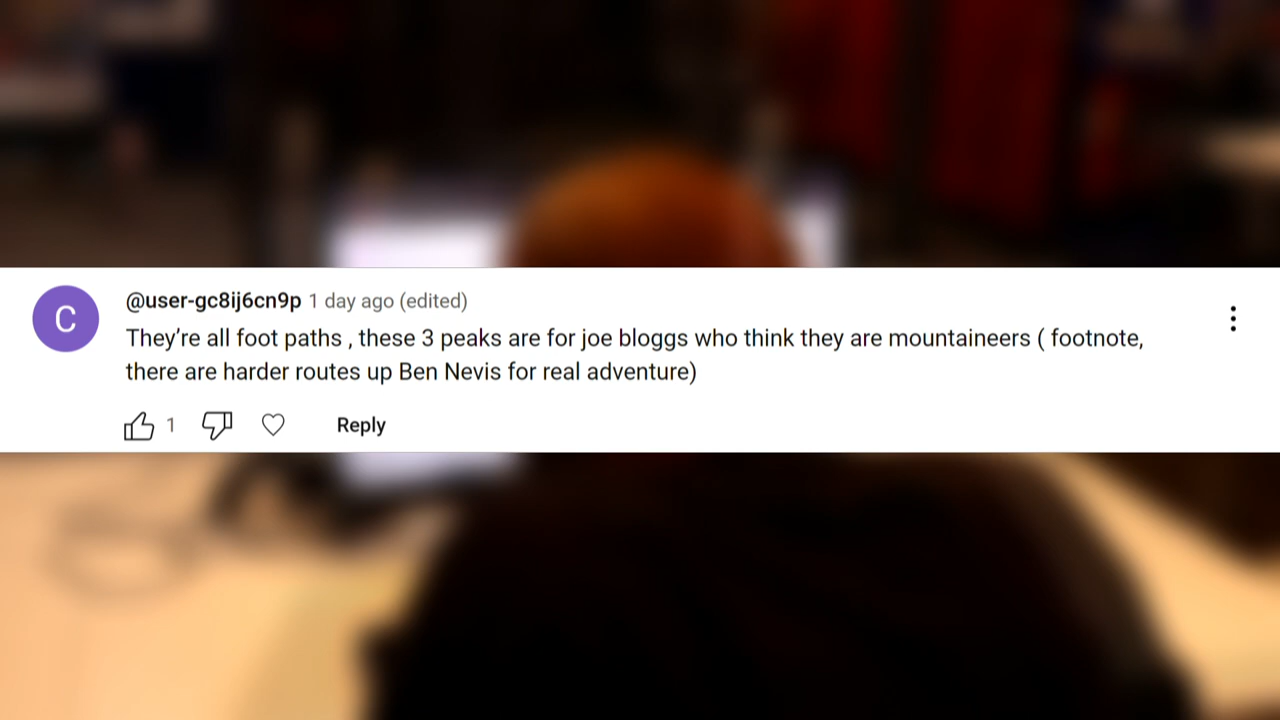 C
@user-gc8ij6cn9p 1 day ago (edited)
They’re all foot paths , these 3 peaks are for joe bloggs who think they are mountaineers ( footnote,
there are harder routes up Ben Nevis for real adventure)
1
Reply